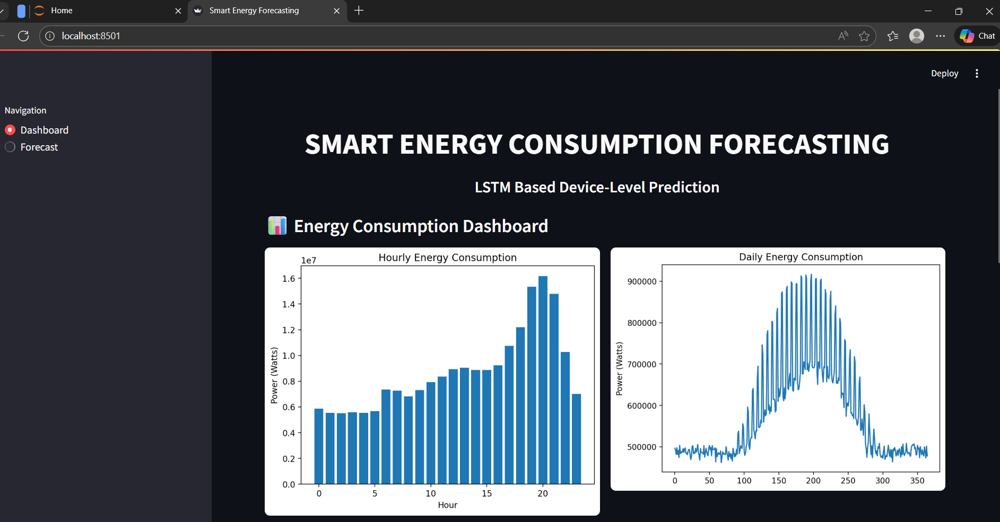 Home
Smart Energy Forecasting
localhost:8501
Chat
Deploy
Navigation
Dashboard
Forecast
SMART ENERGY CONSUMPTION FORECASTING
LSTM Based Device-Level Prediction
Energy Consumption Dashboard
Hourly Energy Consumption
1e7
1.6
1.4
1.2
1.0
0.8
0.6
0.4
0.2
0.0
Power (Watts)
0 5 10 15 20
Hour
Daily Energy Consumption
900000
800000
700000
600000
500000
Power (Watts)
0 50 100 150 200 250 300 350